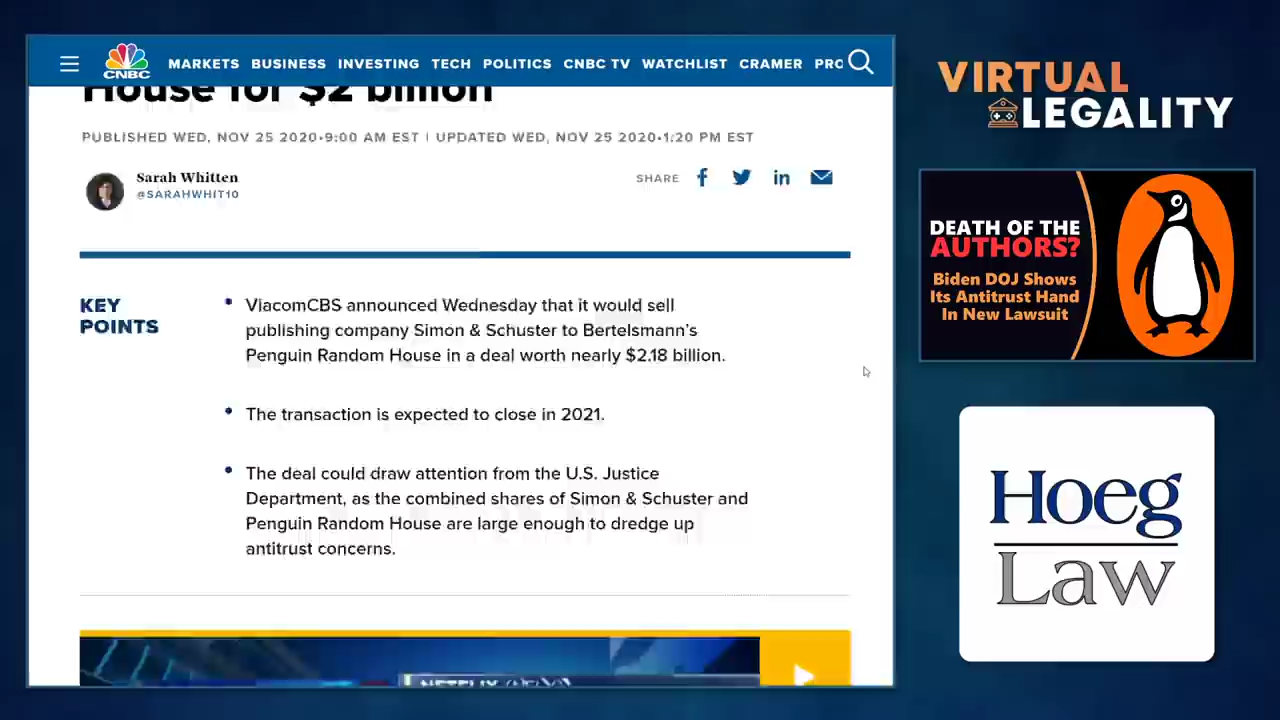 CNBC
MARKETS BUSINESS INVESTING TECH POLITICS CNBC TV WATCHLIST CRAMER PRO
House for $2 billion
PUBLISHED WED, NOV 25 2020•9:00 AM EST | UPDATED WED, NOV 25 2020•1:20 PM EST
Sarah Whitten
@SARAHWHIT10
SHARE
KEY
POINTS
• ViacomCBS announced Wednesday that it would sell
publishing company Simon & Schuster to Bertelsmann’s
Penguin Random House in a deal worth nearly $2.18 billion.
• The transaction is expected to close in 2021.
• The deal could draw attention from the U.S. Justice
Department, as the combined shares of Simon & Schuster and
Penguin Random House are large enough to dredge up
antitrust concerns.
VIRTUAL
LEGALITY
DEATH OF THE
AUTHORS?
Biden DOJ Shows
Its Antitrust Hand
In New Lawsuit
Hoeg
Law